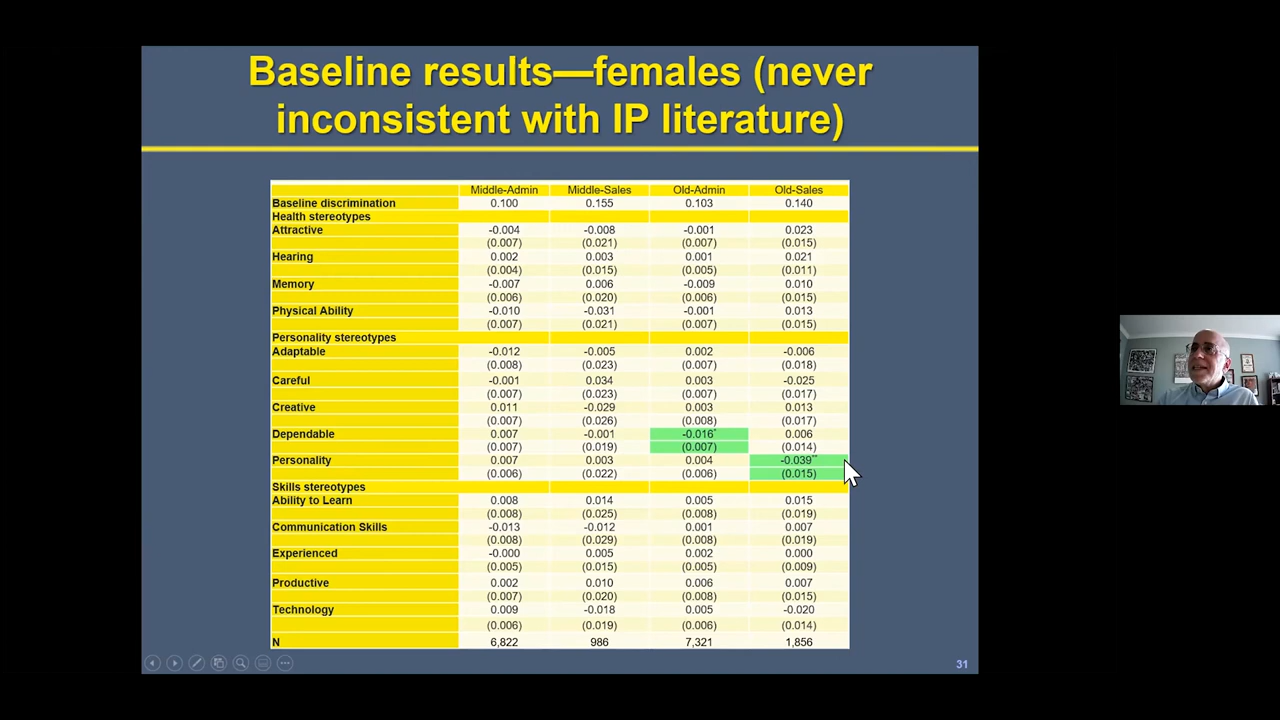 Baseline results—females (never
inconsistent with IP literature)
Middle-Admin Middle-Sales Old-Admin Old-Sales
Baseline discrimination 0.100 0.155 0.103 0.140
Health stereotypes
Attractive -0.004 -0.008 -0.001 0.023
(0.007) (0.021) (0.007) (0.015)
Hearing 0.002 0.003 0.001 0.021
(0.004) (0.015) (0.005) (0.011)
Memory -0.007 0.006 -0.009 0.010
(0.006) (0.020) (0.006) (0.015)
Physical Ability -0.010 -0.031 -0.001 0.013
(0.007) (0.021) (0.007) (0.015)
Personality stereotypes
Adaptable -0.012 -0.005 0.002 -0.006
(0.008) (0.023) (0.007) (0.018)
Careful -0.001 0.034 0.003 -0.025
(0.007) (0.023) (0.007) (0.017)
Creative 0.011 -0.029 0.003 0.013
(0.007) (0.026) (0.008) (0.017)
Dependable 0.007 -0.001 -0.016* 0.006
(0.007) (0.019) (0.007) (0.014)
Personality 0.007 0.003 0.004 -0.039**
(0.006) (0.022) (0.006) (0.015)
Skills stereotypes
Ability to Learn 0.008 0.014 0.005 0.015
(0.008) (0.025) (0.008) (0.019)
Communication Skills -0.013 -0.012 0.001 0.007
(0.008) (0.029) (0.008) (0.019)
Experienced -0.000 0.005 0.002 0.000
(0.005) (0.015) (0.005) (0.009)
Productive 0.002 0.010 0.006 0.007
(0.007) (0.020) (0.008) (0.015)
Technology 0.009 -0.018 0.005 -0.020
(0.006) (0.019) (0.006) (0.014)
N 6,822 986 7,321 1,856
31